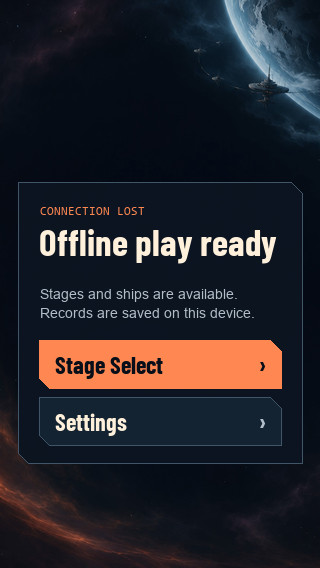 CONNECTION LOST
Offline play ready
Stages and ships are available.
Records are saved on this device.
Stage Select ›
Settings ›